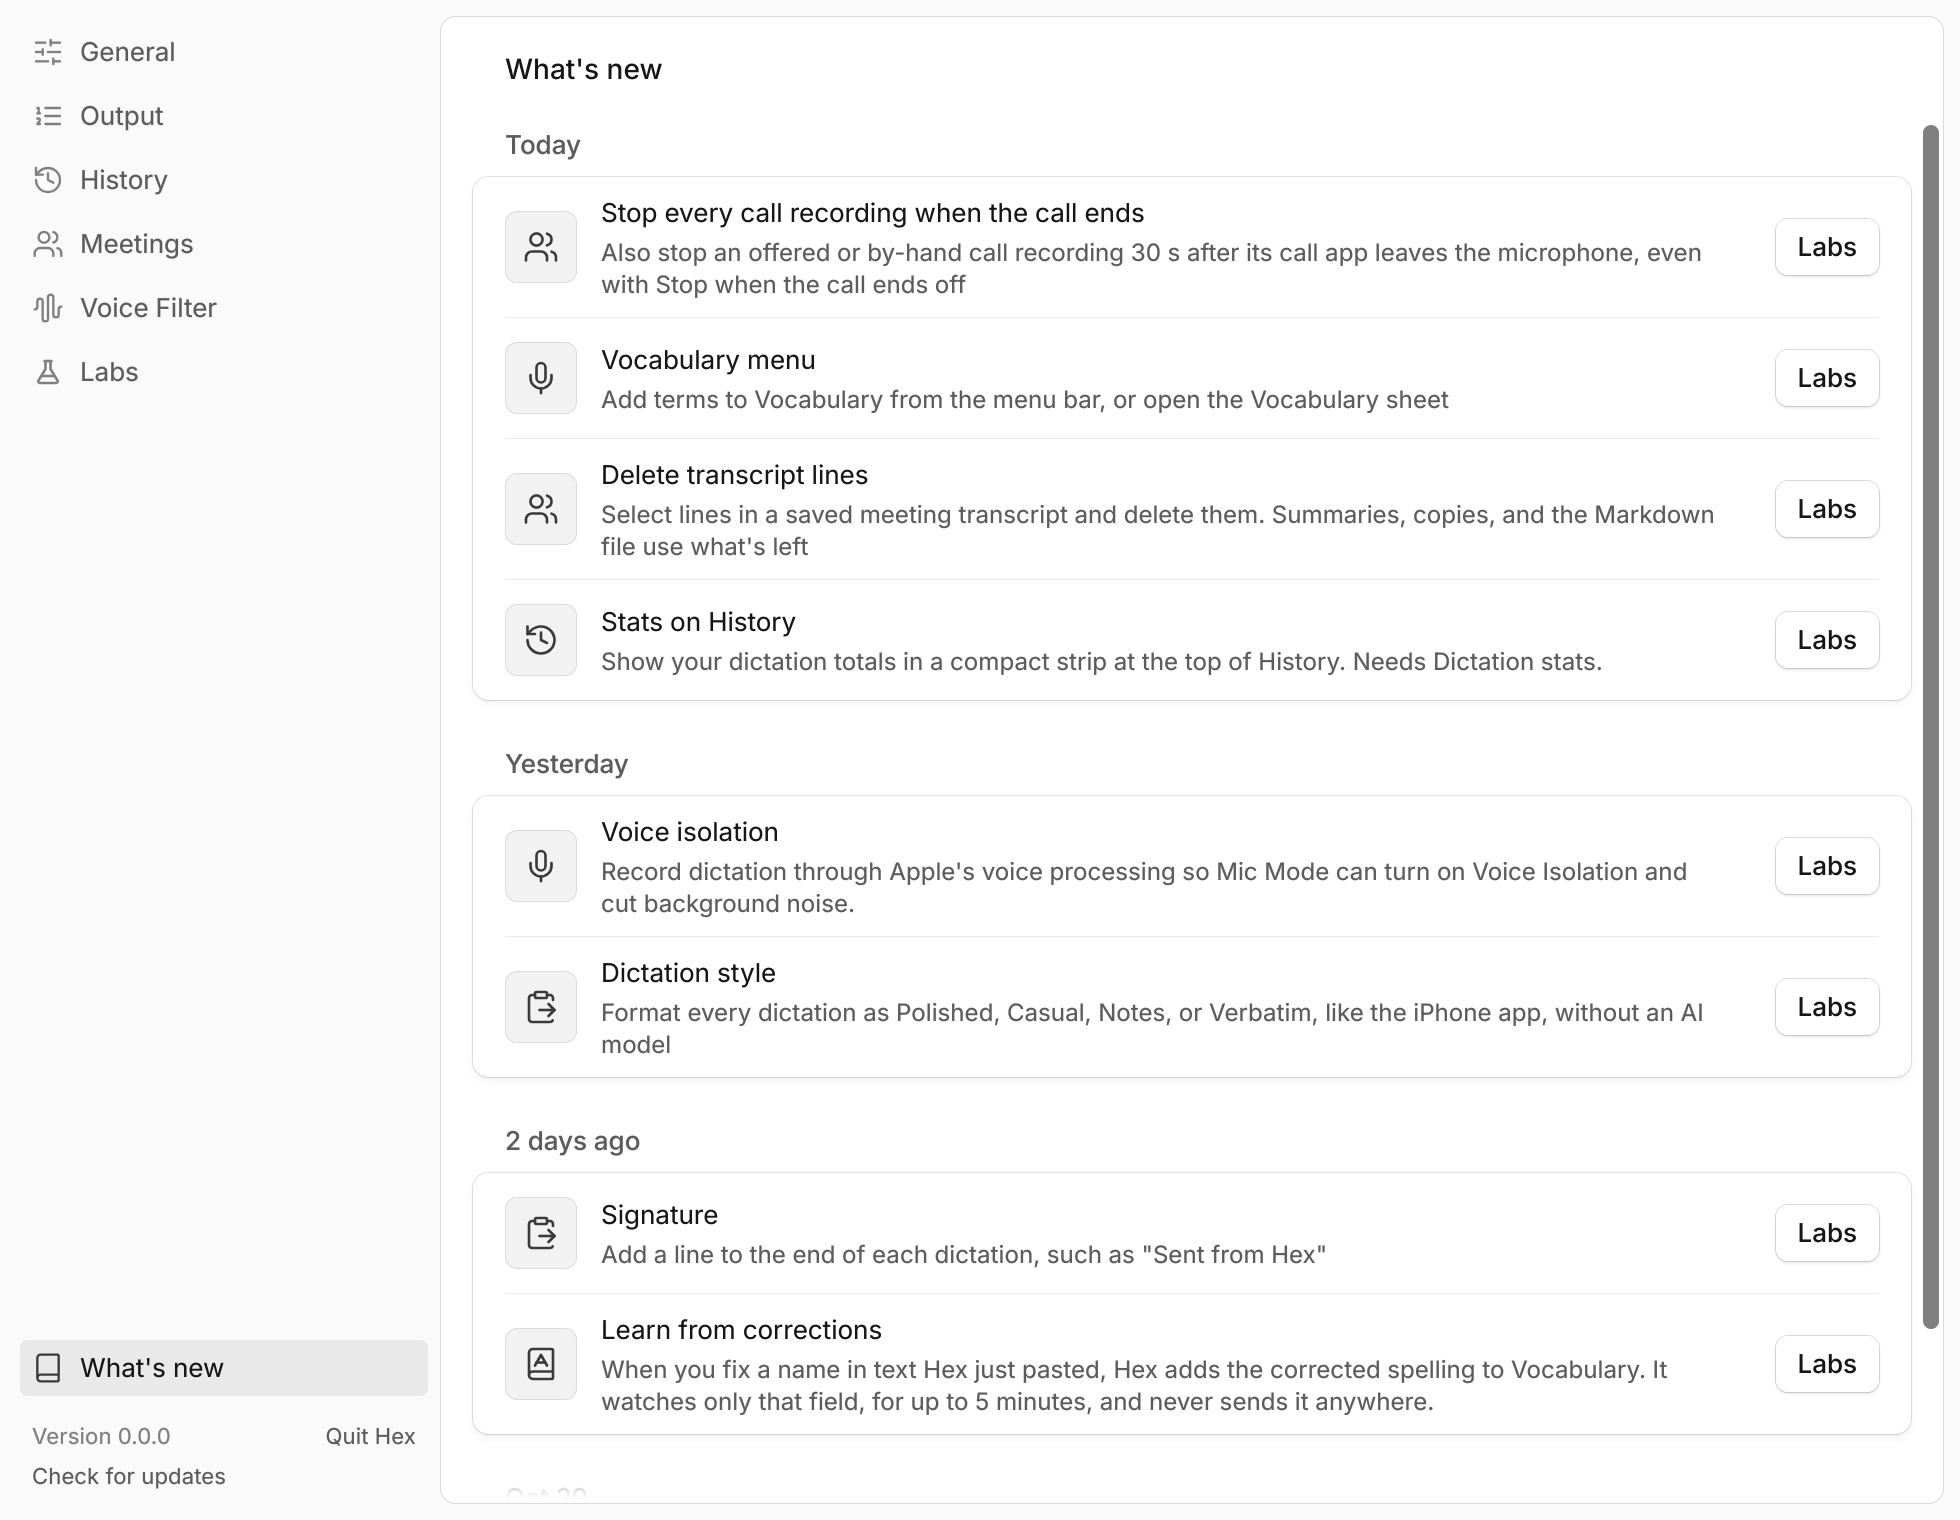 General
Output
History
Meetings
Voice Filter
Labs
What's new
Version 0.0.0
Quit Hex
Check for updates
What's new
Today
Stop every call recording when the call ends
Also stop an offered or by-hand call recording 30 s after its call app leaves the microphone, even
with Stop when the call ends off
Labs
Vocabulary menu
Add terms to Vocabulary from the menu bar, or open the Vocabulary sheet
Labs
Delete transcript lines
Select lines in a saved meeting transcript and delete them. Summaries, copies, and the Markdown
file use what's left
Labs
Stats on History
Show your dictation totals in a compact strip at the top of History. Needs Dictation stats.
Labs
Yesterday
Voice isolation
Record dictation through Apple's voice processing so Mic Mode can turn on Voice Isolation and
cut background noise.
Labs
Dictation style
Format every dictation as Polished, Casual, Notes, or Verbatim, like the iPhone app, without an AI
model
Labs
2 days ago
Signature
Add a line to the end of each dictation, such as "Sent from Hex"
Labs
Learn from corrections
When you fix a name in text Hex just pasted, Hex adds the corrected spelling to Vocabulary. It
watches only that field, for up to 5 minutes, and never sends it anywhere.
Labs